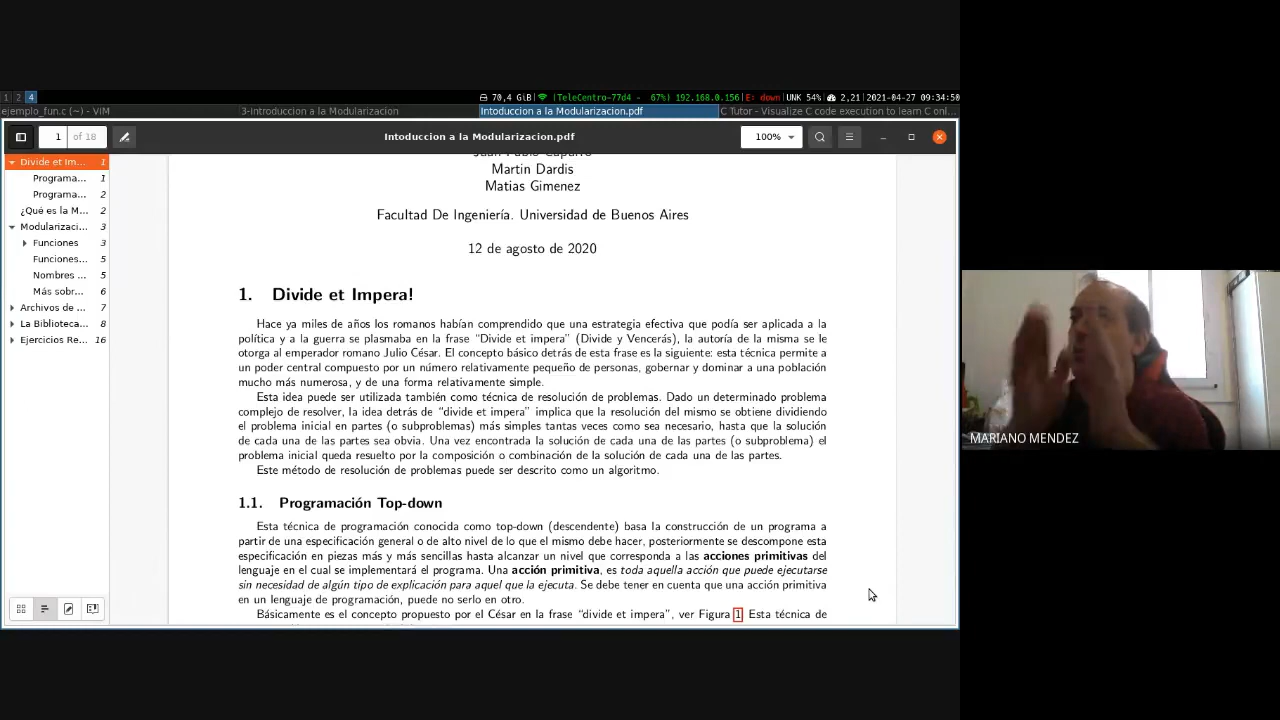 1 2 4
70,4 GiB| (TeleCentro-77d4 - 67%) 192.168.0.156|E: down|UNK 54%| 2,21|2021-04-27 09:34:50
ejemplo_fun.c (~) - VIM
3-Introduccion a la Modularizacion
Intoduccion a la Modularizacion.pdf
C Tutor - Visualize C code execution to learn C onl...
1 of 18
Intoduccion a la Modularizacion.pdf
100%
Divide et Im... 1
Programa... 1
Programa... 2
¿Qué es la M... 2
Modularizaci... 3
Funciones 3
Funciones... 5
Nombres ... 5
Más sobr... 6
Archivos de ... 7
La Biblioteca... 8
Ejercicios Re... 16
Martin Dardis
Matias Gimenez
Facultad De Ingeniería. Universidad de Buenos Aires
12 de agosto de 2020
1. Divide et Impera!
Hace ya miles de años los romanos habían comprendido que una estrategia efectiva que podía ser aplicada a la
política y a la guerra se plasmaba en la frase “Divide et impera” (Divide y Vencerás), la autoría de la misma se le
otorga al emperador romano Julio César. El concepto básico detrás de esta frase es la siguiente: esta técnica permite a
un poder central compuesto por un número relativamente pequeño de personas, gobernar y dominar a una población
mucho más numerosa, y de una forma relativamente simple.
Esta idea puede ser utilizada también como técnica de resolución de problemas. Dado un determinado problema
complejo de resolver, la idea detrás de “divide et impera” implica que la resolución del mismo se obtiene dividiendo
el problema inicial en partes (o subproblemas) más simples tantas veces como sea necesario, hasta que la solución
de cada una de las partes sea obvia. Una vez encontrada la solución de cada una de las partes (o subproblema) el
problema inicial queda resuelto por la composición o combinación de la solución de cada una de las partes.
Este método de resolución de problemas puede ser descrito como un algoritmo.
1.1. Programación Top-down
Esta técnica de programación conocida como top-down (descendente) basa la construcción de un programa a
partir de una especificación general o de alto nivel de lo que el mismo debe hacer, posteriormente se descompone esta
especificación en piezas más y más sencillas hasta alcanzar un nivel que corresponda a las acciones primitivas del
lenguaje en el cual se implementará el programa. Una acción primitiva, es toda aquella acción que puede ejecutarse
sin necesidad de algún tipo de explicación para aquel que la ejecuta. Se debe tener en cuenta que una acción primitiva
en un lenguaje de programación, puede no serlo en otro.
Básicamente es el concepto propuesto por el César en la frase “divide et impera”, ver Figura 1. Esta técnica de
MARIANO MENDEZ